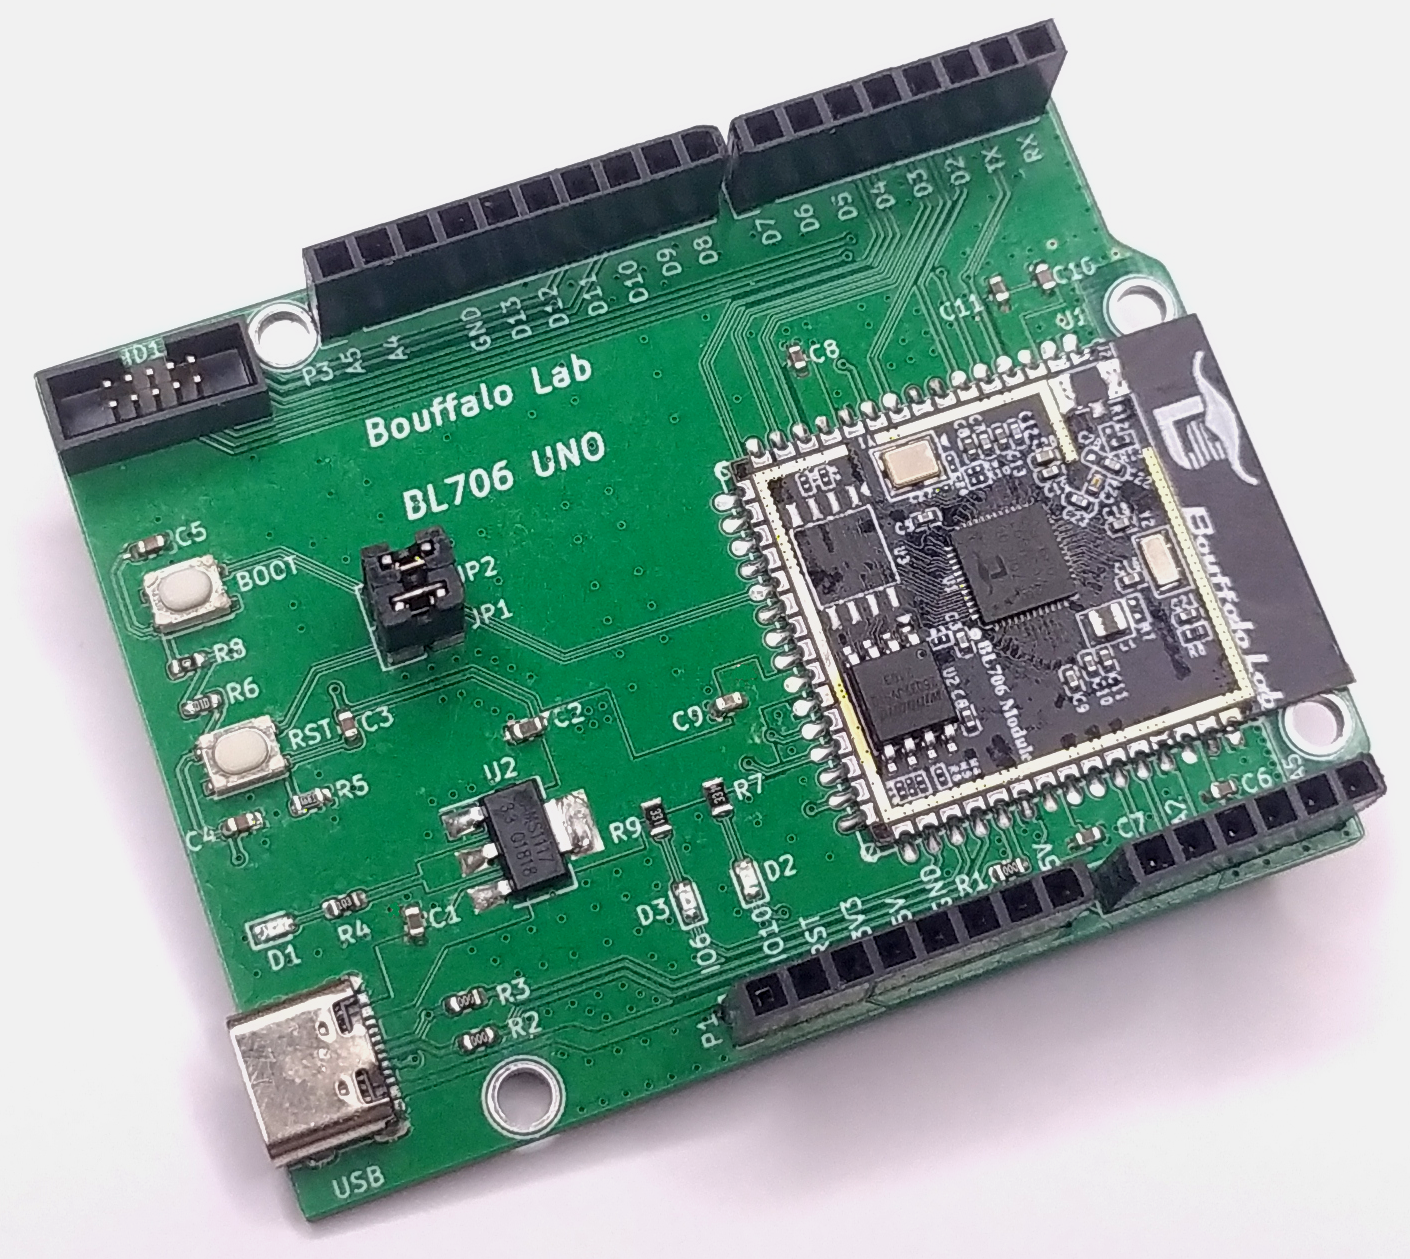 RX
TX
D2
D3
D4
D5
D6
D7
D8
D9
D10
D11
D12
D13
GND
A4
A5
P3
C16
C11
C8
Bouffalo Lab
BL706 UNO
C5
BOOT
JP2
JP1
R8
R6
RST
C3
C2
C9
R5
C4
U2
R9
R7
D3
D2
C1
R4
D1
R3
R2
USB
P1
IO6
IO10
RST
3V3
5V
GND
R1
5V
C7
A2
C6
A5
BL706 Module
Bouffalo Lab
winbond
331